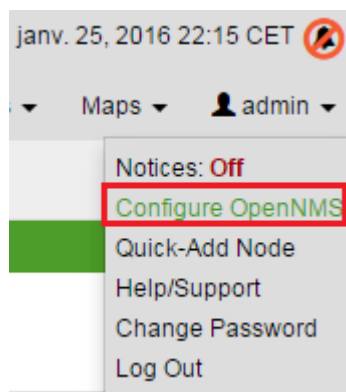 janv. 25, 2016 22:15 CET
Maps admin
Notices: Off
Configure OpenNMS
Quick-Add Node
Help/Support
Change Password
Log Out